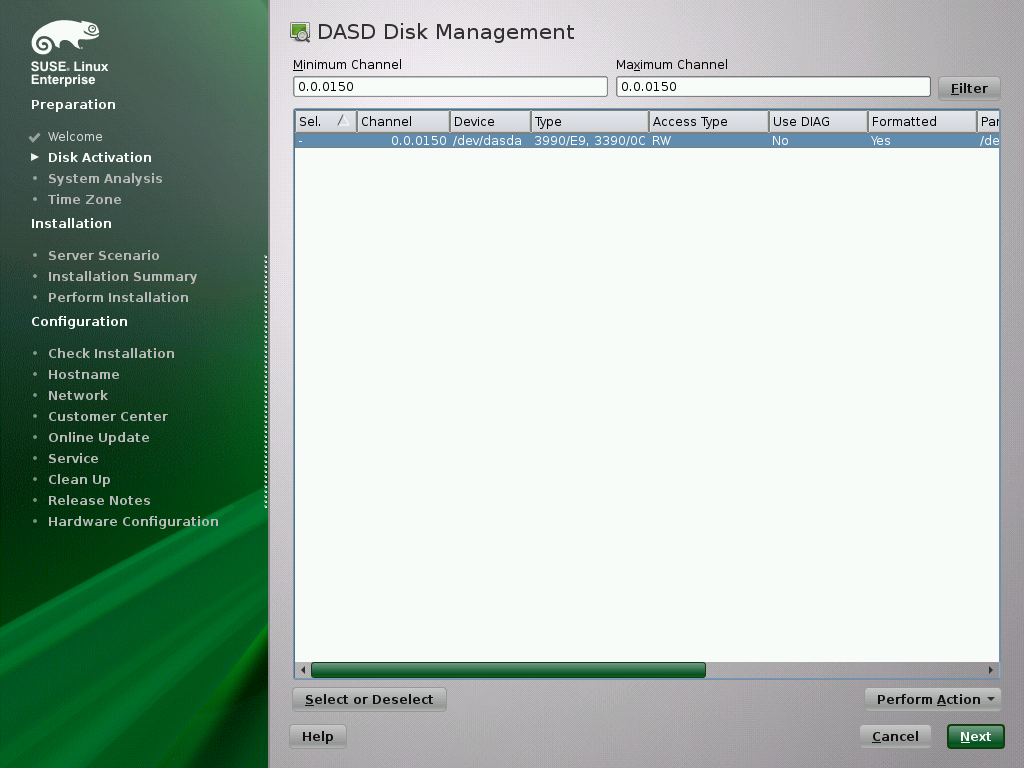 SUSE. Linux
Enterprise
Preparation
Welcome
Disk Activation
System Analysis
Time Zone
Installation
Server Scenario
Installation Summary
Perform Installation
Configuration
Check Installation
Hostname
Network
Customer Center
Online Update
Service
Clean Up
Release Notes
Hardware Configuration
DASD Disk Management
Minimum Channel Maximum Channel
0.0.0150 0.0.0150 Filter
Sel. Channel Device Type Access Type Use DIAG Formatted Par
- 0.0.0150 /dev/dasda 3990/E9, 3390/0C RW No Yes /de
Select or Deselect Perform Action
Help Cancel Next